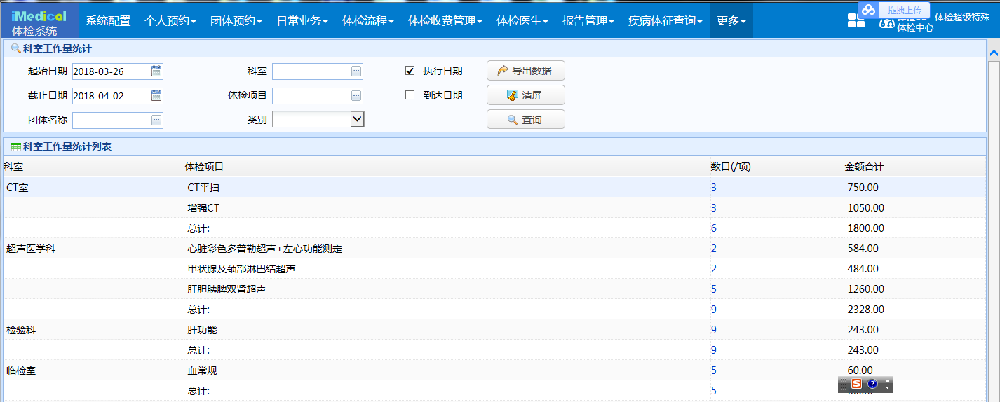 iMedical
体检系统
系统配置 个人预约 团体预约 日常业务 体检流程 体检收费管理 体检医生 报告管理 疾病体征查询 更多
拖拽上传
体检中心
体检超级特殊
科室工作量统计
起始日期 2018-03-26 科室 执行日期 导出数据
截止日期 2018-04-02 体检项目 到达日期 清屏
团体名称 类别 查询
科室工作量统计列表
科室 体检项目 数目(/项) 金额合计
CT室 CT平扫 3 750.00
增强CT 3 1050.00
总计: 6 1800.00
超声医学科 心脏彩色多普勒超声+左心功能测定 2 584.00
甲状腺及颈部淋巴结超声 2 484.00
肝胆胰脾双肾超声 5 1260.00
总计: 9 2328.00
检验科 肝功能 9 243.00
总计: 9 243.00
临检室 血常规 5 60.00
总计: 5